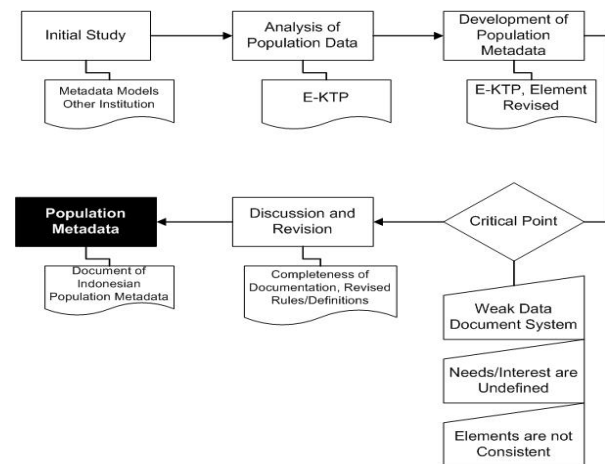 Initial Study
Metadata Models
Other Institution
Analysis of
Population Data
E-KTP
Development of
Population
Metadata
E-KTP, Element
Revised
Population
Metadata
Document of
Indonesian
Population Metadata
Discussion and
Revision
Completeness of
Documentation, Revised
Rules/Definitions
Critical Point
Weak Data
Document System
Needs/Interest are
Undefined
Elements are not
Consistent